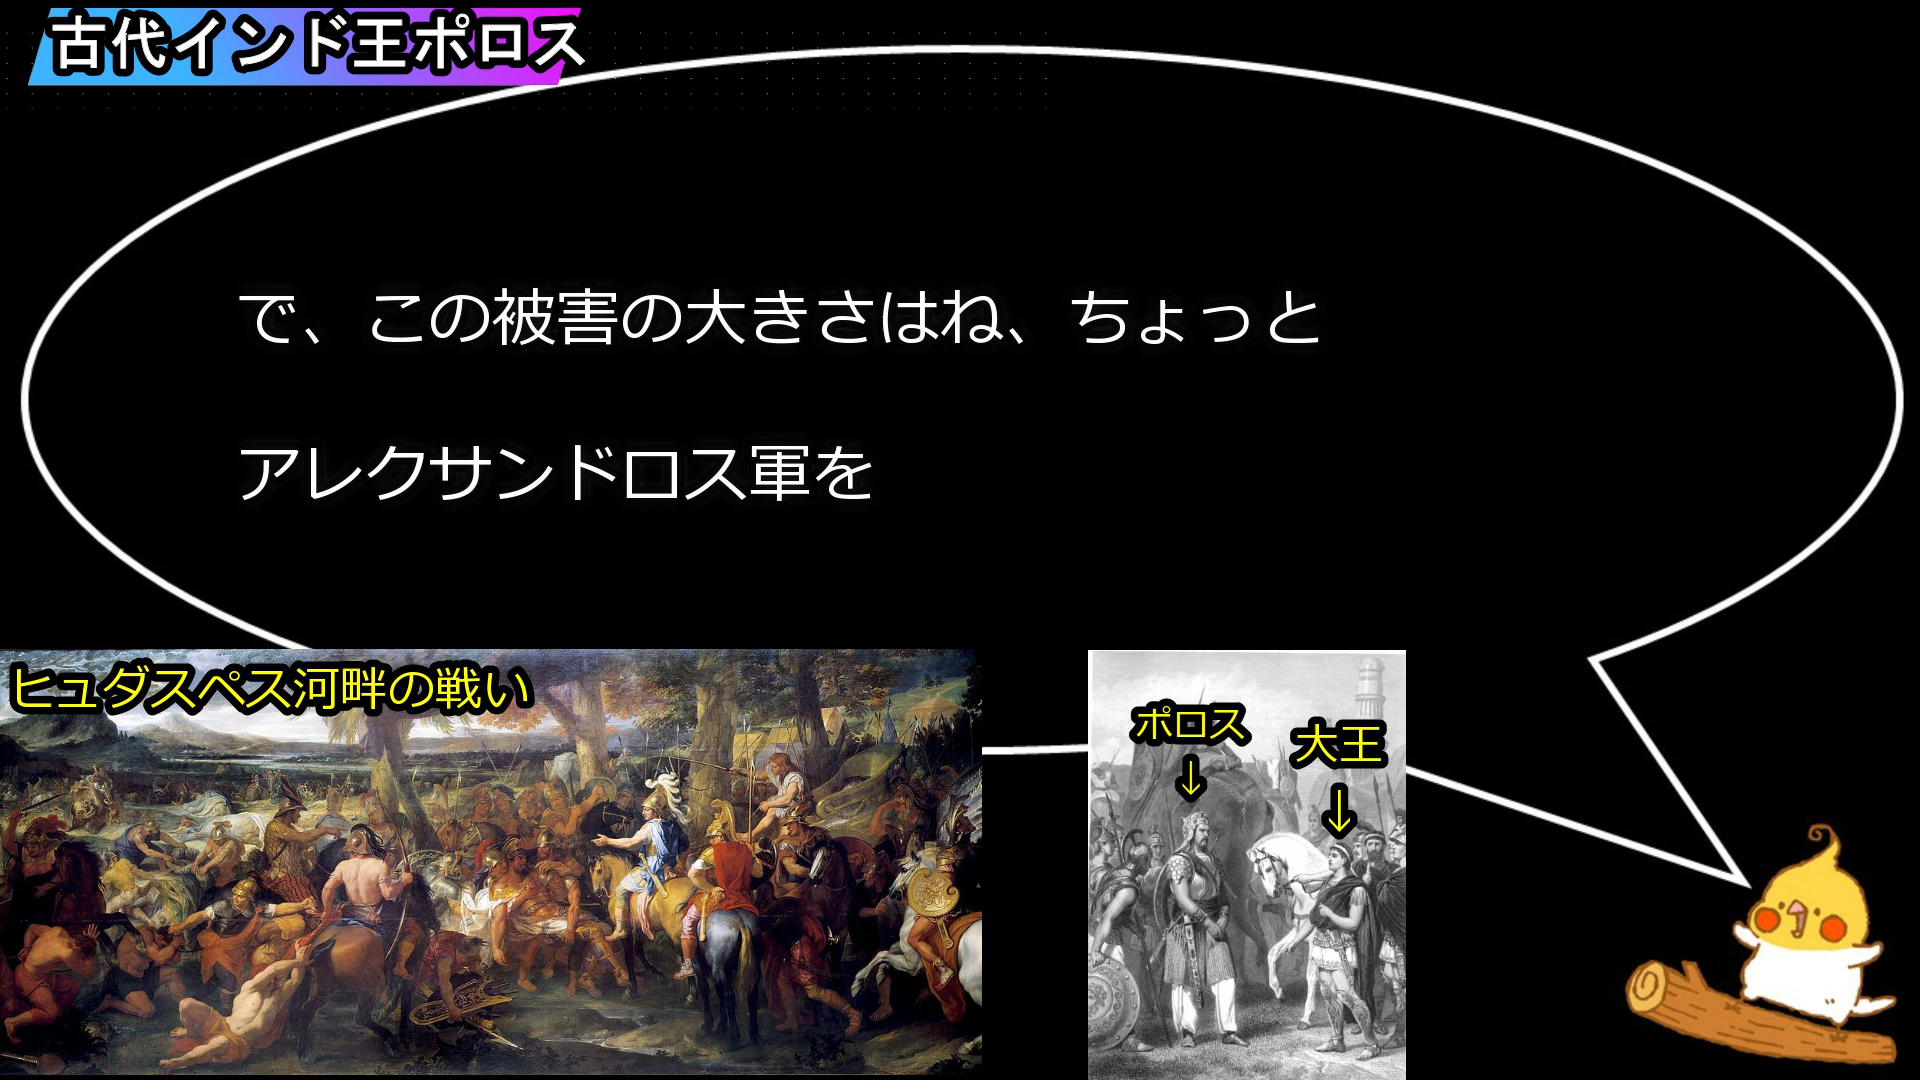 古代インド王ポロス
で、この被害の大きさはね、ちょっと
アレクサンドロス軍を
ヒュダスペス河畔の戦い
ポロス
↓
大王
↓